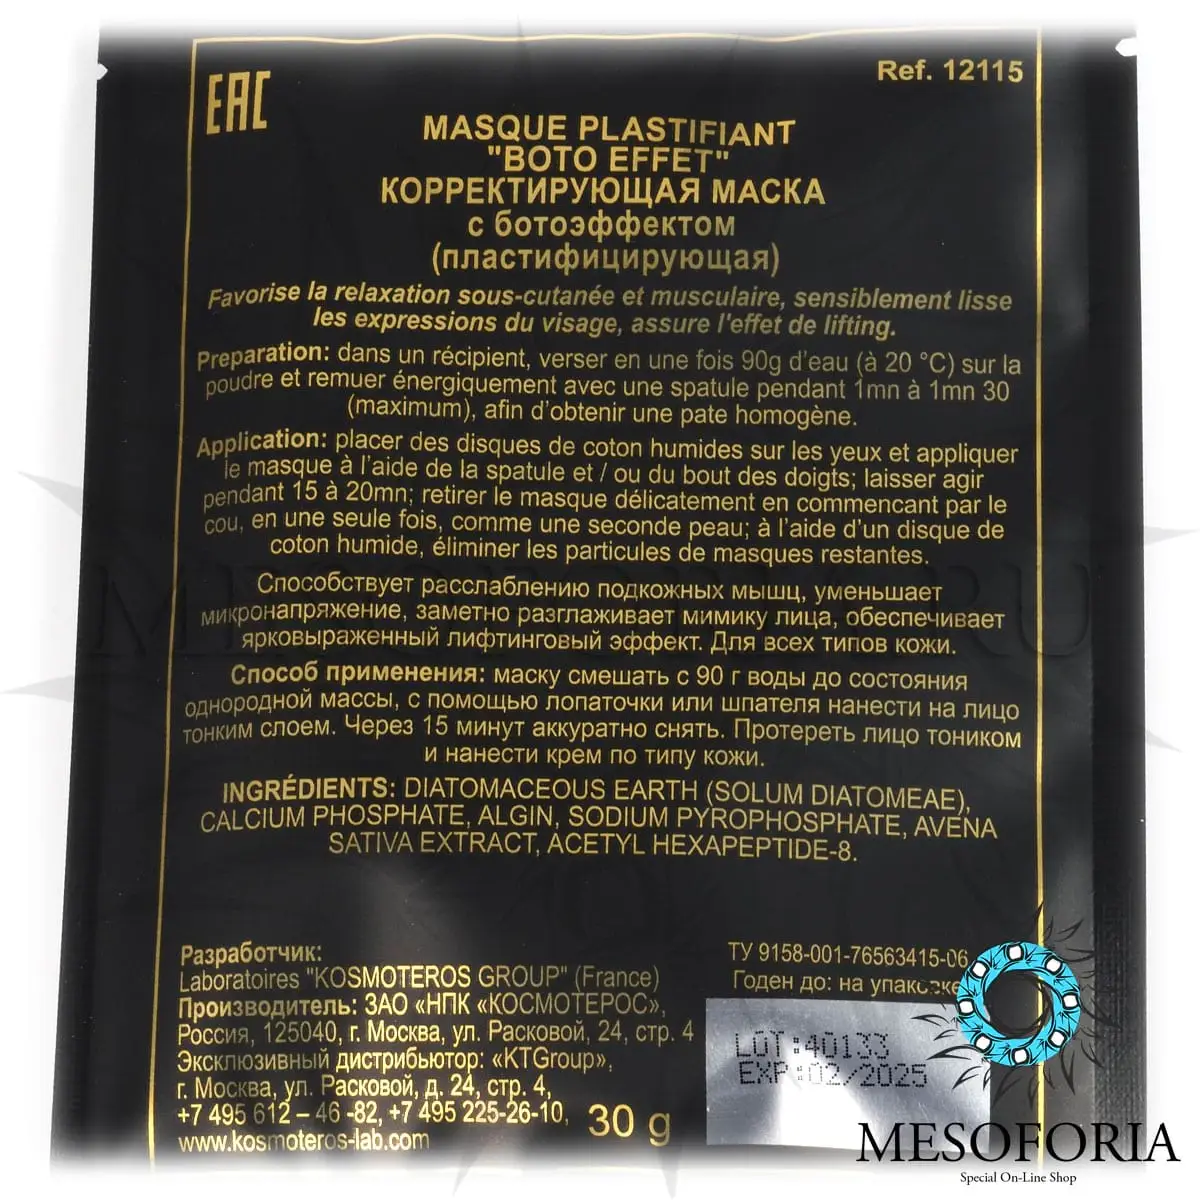 EAC
Ref. 12115
MASQUE PLASTIFIANT
"BOTO EFFET"
КОРРЕКТИРУЮЩАЯ МАСКА
с ботоэффектом
(пластифицирующая)
Favorise la relaxation sous-cutanée et musculaire, sensiblement lisse
les expressions du visage, assure l'effet de lifting.
Preparation: dans un récipient, verser en une fois 90g d'eau (à 20 °C) sur la
poudre et remuer énergiquement avec une spatule pendant 1mn à 1mn 30
(maximum), afin d'obtenir une pate homogène.
Application: placer des disques de coton humides sur les yeux et appliquer
le masque à l'aide de la spatule et / ou du bout des doigts; laisser agir
pendant 15 à 20mn; retirer le masque délicatement en commencant par le
cou, en une seule fois, comme une seconde peau; à l'aide d'un disque de
coton humide, éliminer les particules de masques restantes.
Способствует расслаблению подкожных мышц, уменьшает
микронапряжение, заметно разглаживает мимику лица, обеспечивает
ярковыраженный лифтинговый эффект. Для всех типов кожи.
Способ применения: маску смешать с 90 г воды до состояния
однородной массы, с помощью лопаточки или шпателя нанести на лицо
тонким слоем. Через 15 минут аккуратно снять. Протереть лицо тоником
и нанести крем по типу кожи.
INGRÉDIENTS: DIATOMACEOUS EARTH (SOLUM DIATOMEAE),
CALCIUM PHOSPHATE, ALGIN, SODIUM PYROPHOSPHATE, AVENA
SATIVA EXTRACT, ACETYL HEXAPEPTIDE-8.
Разработчик:
Laboratoires "KOSMOTEROS GROUP" (France)
Производитель: ЗАО «НПК «КОСМОТЕРОС»,
Россия, 125040, г. Москва, ул. Расковой, 24, стр. 4
Эксклюзивный дистрибьютор: «KTGroup»,
г. Москва, ул. Расковой, д. 24, стр. 4,
+7 495 612 – 46 -82, +7 495 225-26-10,
www.kosmoteros-lab.com
30 g
ТУ 9158-001-76563415-06
Годен до: на упаковке
LOT:40133
EXP:02/2025
MESOFORIA
Special On-Line Shop
MESOFORIA.RU